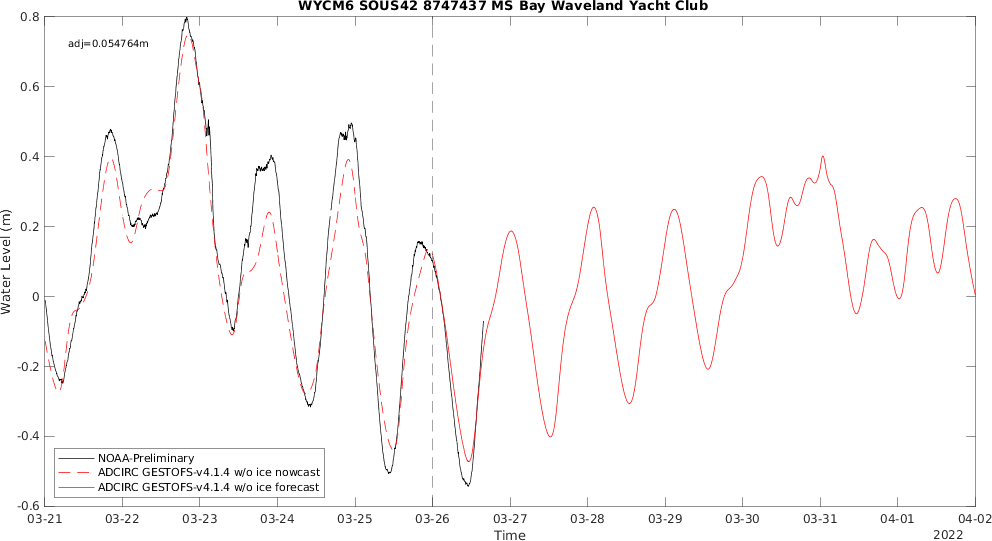 WYCM6 SOUS42 8747437 MS Bay Waveland Yacht Club
adj=0.054764m
0.8
0.6
0.4
0.2
0
-0.2
-0.4
-0.6
Water Level (m)
NOAA-Preliminary
ADCIRC GESTOFS-v4.1.4 w/o ice nowcast
ADCIRC GESTOFS-v4.1.4 w/o ice forecast
03-21 03-22 03-23 03-24 03-25 03-26 03-27 03-28 03-29 03-30 03-31 04-01 04-02
Time
2022